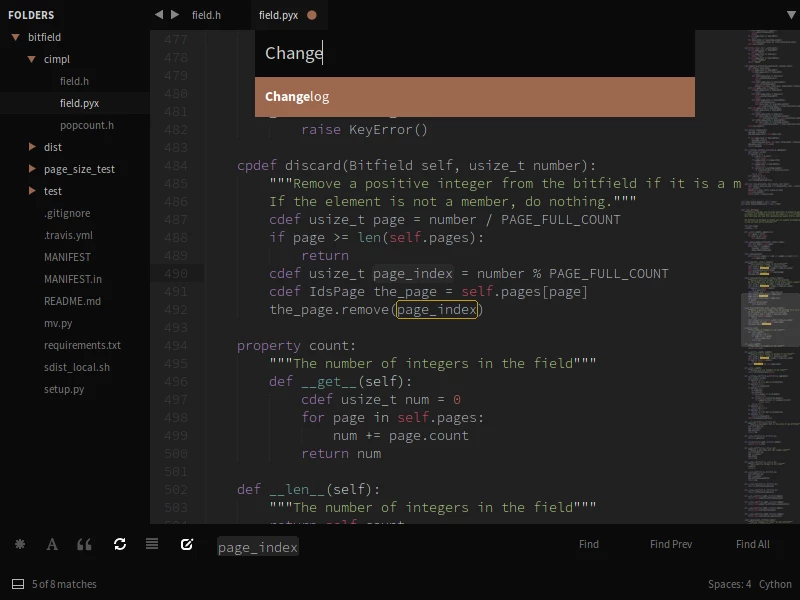 FOLDERS
bitfield
cimpl
field.h
field.pyx
popcount.h
dist
page_size_test
test
.gitignore
.travis.yml
MANIFEST
MANIFEST.in
README.md
mv.py
requirements.txt
sdist_local.sh
setup.py
field.h
field.pyx
Change
Changelog
477
478
479
480
481
482 raise KeyError()
483
484 cpdef discard(Bitfield self, usize_t number):
485 """Remove a positive integer from the bitfield if it is a m
486 If the element is not a member, do nothing."""
487 cdef usize_t page = number / PAGE_FULL_COUNT
488 if page >= len(self.pages):
489 return
490 cdef usize_t page_index = number % PAGE_FULL_COUNT
491 cdef IdsPage the_page = self.pages[page]
492 the_page.remove(page_index)
493
494 property count:
495 """The number of integers in the field"""
496 def __get__(self):
497 cdef usize_t num = 0
498 for page in self.pages:
499 num += page.count
500 return num
501
502 def __len__(self):
503 """The number of integers in the field"""
504 return self.count
page_index
Find
Find Prev
Find All
5 of 8 matches
Spaces: 4
Cython